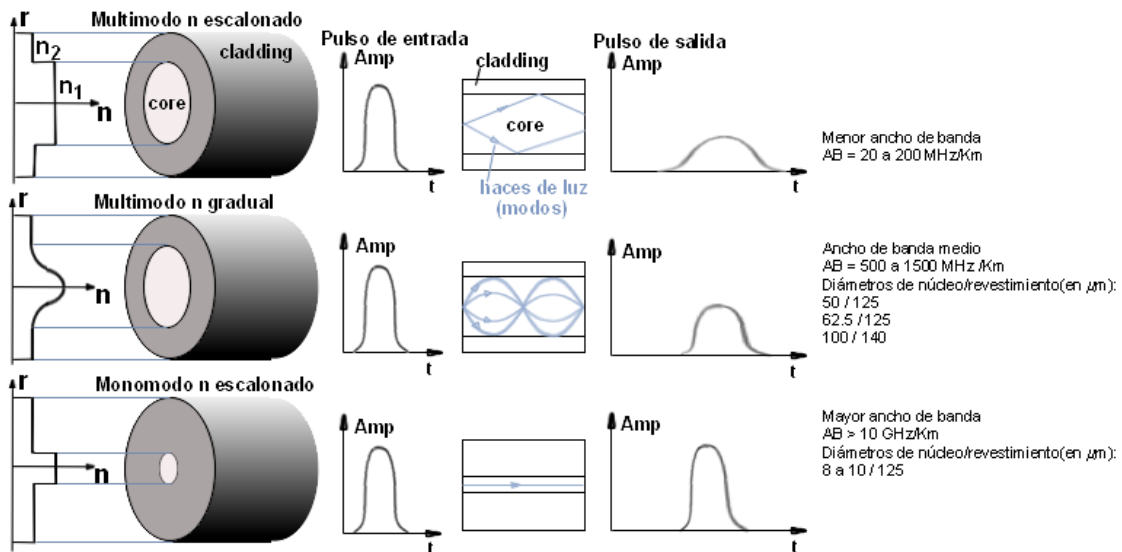 r
Multimodo n escalonado
n2
n1
n
core
cladding
Pulso de entrada
Amp
t
cladding
core
haces de luz
(modos)
Pulso de salida
Amp
t
Menor ancho de banda
AB = 20 a 200 MHz/Km
r
Multimodo n gradual
n
Amp
t
Amp
t
Ancho de banda medio
AB = 500 a 1500 MHz /Km
Diámetros de núcleo/revestimiento(en µm):
50 / 125
62.5 /125
100 / 140
r
Monomodo n escalonado
n
Amp
t
Amp
t
Mayor ancho de banda
AB > 10 GHz/Km
Diámetros de núcleo/revestimiento(en µm):
8 a 10 / 125